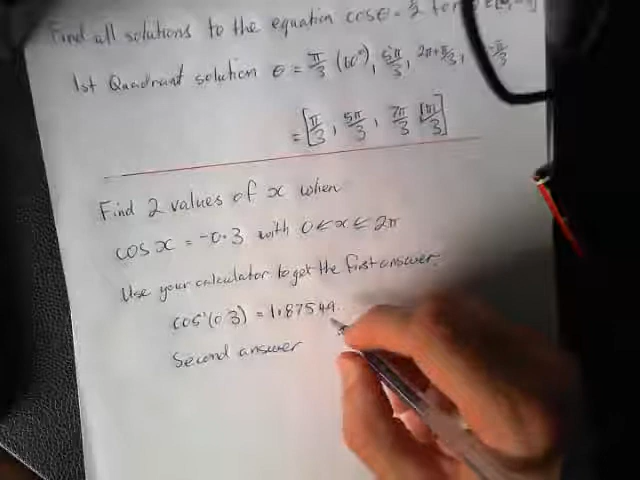 Find all solutions to the equation cosθ = ½ for
1st Quadrant solution θ = π/3 (60°), 5π/3, 2π+π/3,
= [π/3, 5π/3, 7π/3
Find 2 values of x when
cos x = -0.3 with 0 ≤ x ≤ 2π
Use your calculator to get the first answer.
cos⁻¹(0.3) = 1.87549..
Second answer